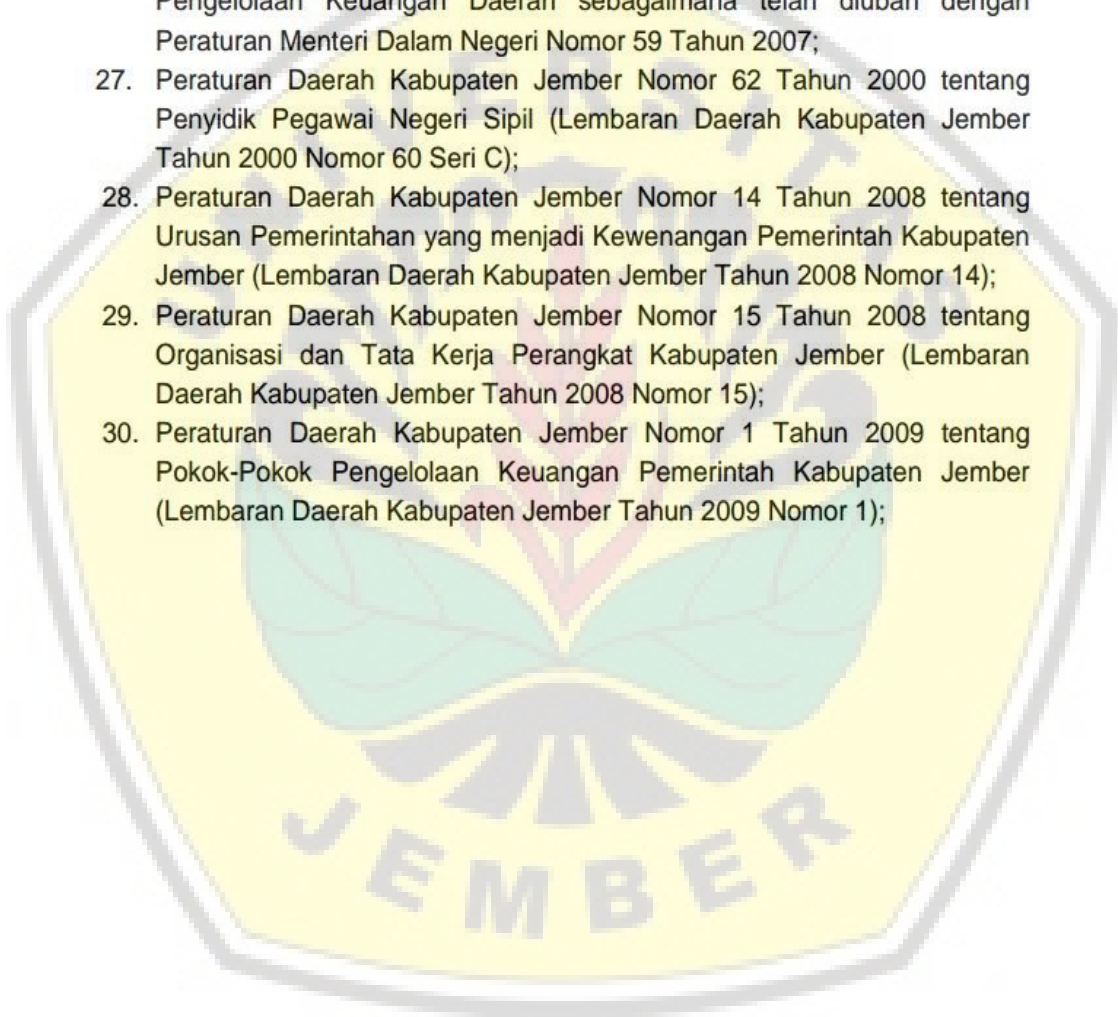 Pengelolaan Keuangan Daerah sebagaimana telah diubah dengan
Peraturan Menteri Dalam Negeri Nomor 59 Tahun 2007;
27. Peraturan Daerah Kabupaten Jember Nomor 62 Tahun 2000 tentang
Penyidik Pegawai Negeri Sipil (Lembaran Daerah Kabupaten Jember
Tahun 2000 Nomor 60 Seri C);
28. Peraturan Daerah Kabupaten Jember Nomor 14 Tahun 2008 tentang
Urusan Pemerintahan yang menjadi Kewenangan Pemerintah Kabupaten
Jember (Lembaran Daerah Kabupaten Jember Tahun 2008 Nomor 14);
29. Peraturan Daerah Kabupaten Jember Nomor 15 Tahun 2008 tentang
Organisasi dan Tata Kerja Perangkat Kabupaten Jember (Lembaran
Daerah Kabupaten Jember Tahun 2008 Nomor 15);
30. Peraturan Daerah Kabupaten Jember Nomor 1 Tahun 2009 tentang
Pokok-Pokok Pengelolaan Keuangan Pemerintah Kabupaten Jember
(Lembaran Daerah Kabupaten Jember Tahun 2009 Nomor 1);
UNIVERSITAS
JEMBER